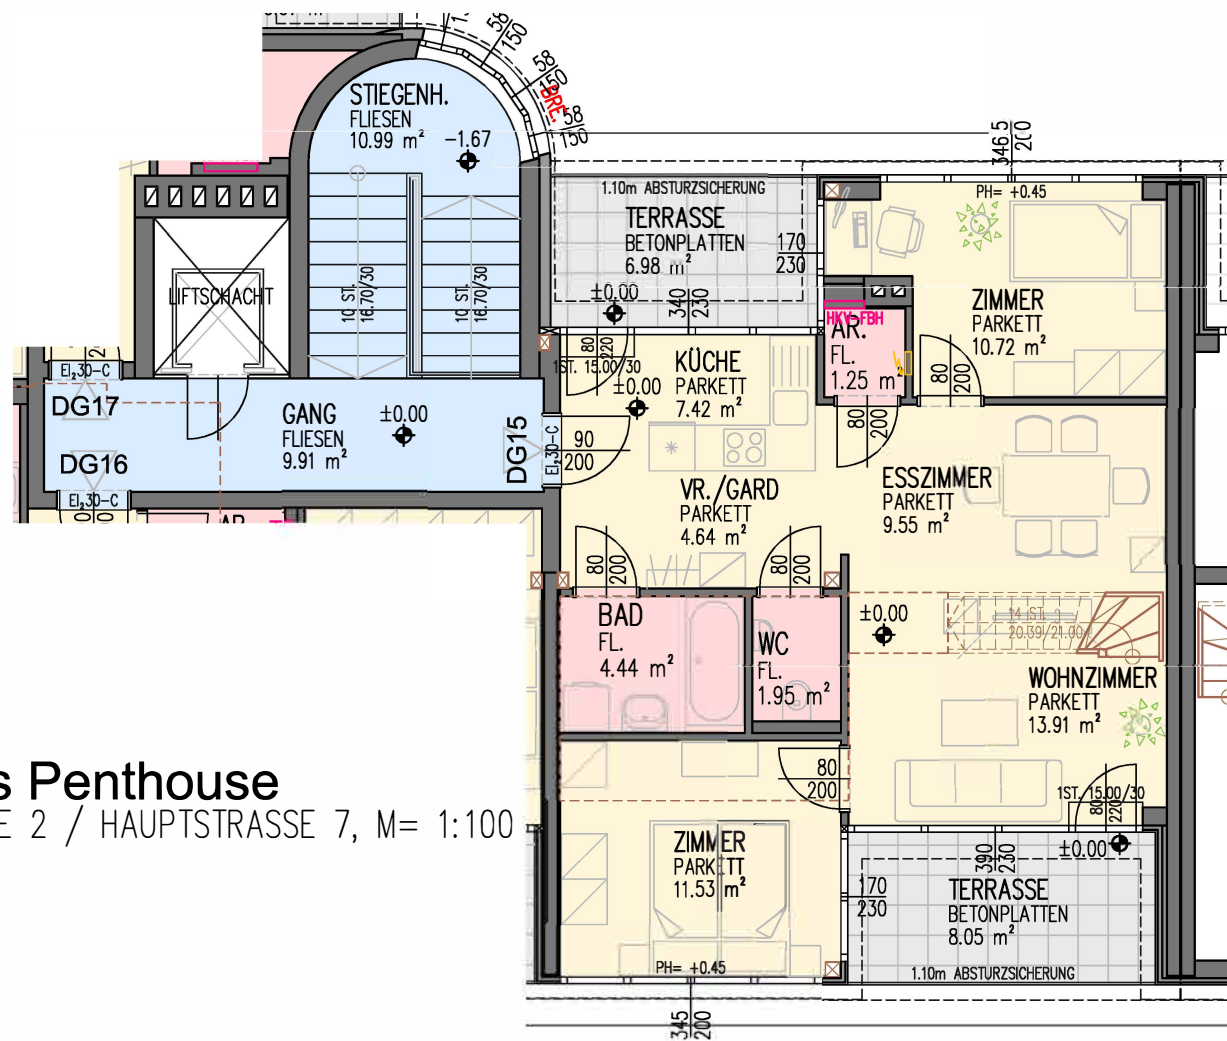 58
150
58
150
BRE.
58
150
STIEGENH.
FLIESEN
10.99 m²
-1.67
346.5
200
1.10m ABSTURZSICHERUNG
TERRASSE
BETONPLATTEN
6.98 m²
±0.00
170
230
340
230
PH= +0.45
ZIMMER
PARKETT
10.72 m²
80
200
LIFTSCHACHT
10 ST.
16.70/30
10 ST.
16.70/30
HKV-FBH
AR.
FL.
1.25 m²
80
200
80
220
1ST. 15.00/30
±0.00
KÜCHE
PARKETT
7.42 m²
EI₂30-C
DG17
DG16
EI₂30-C
GANG
FLIESEN
9.91 m²
±0.00
DG15
EI₂30-C
90
200
VR./GARD
PARKETT
4.64 m²
ESSZIMMER
PARKETT
9.55 m²
AR.
80
200
80
200
BAD
FL.
4.44 m²
WC
FL.
1.95 m²
±0.00
14 ST.
20.39/21.00
WOHNZIMMER
PARKETT
13.91 m²
80
200
1ST. 15.00/30
80
220
±0.00
s Penthouse
E 2 / HAUPTSTRASSE 7, M= 1:100
ZIMMER
PARKETT
11.53 m²
PH= +0.45
170
230
390
230
TERRASSE
BETONPLATTEN
8.05 m²
1.10m ABSTURZSICHERUNG
345
200